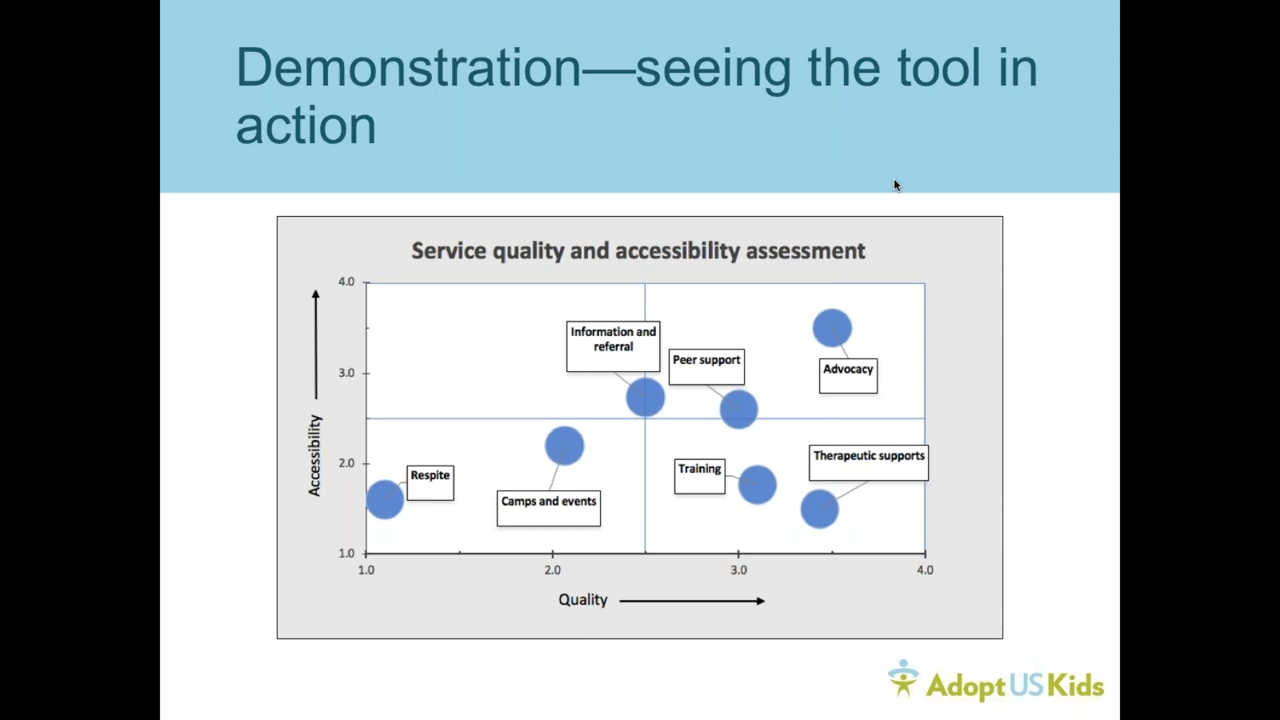 Demonstration—seeing the tool in
action
Service quality and accessibility assessment
4.0
Information and
referral
Peer support
Advocacy
3.0
Accessibility
2.0
Respite
Camps and events
Training
Therapeutic supports
1.0
1.0
2.0
3.0
4.0
Quality
AdoptUSKids